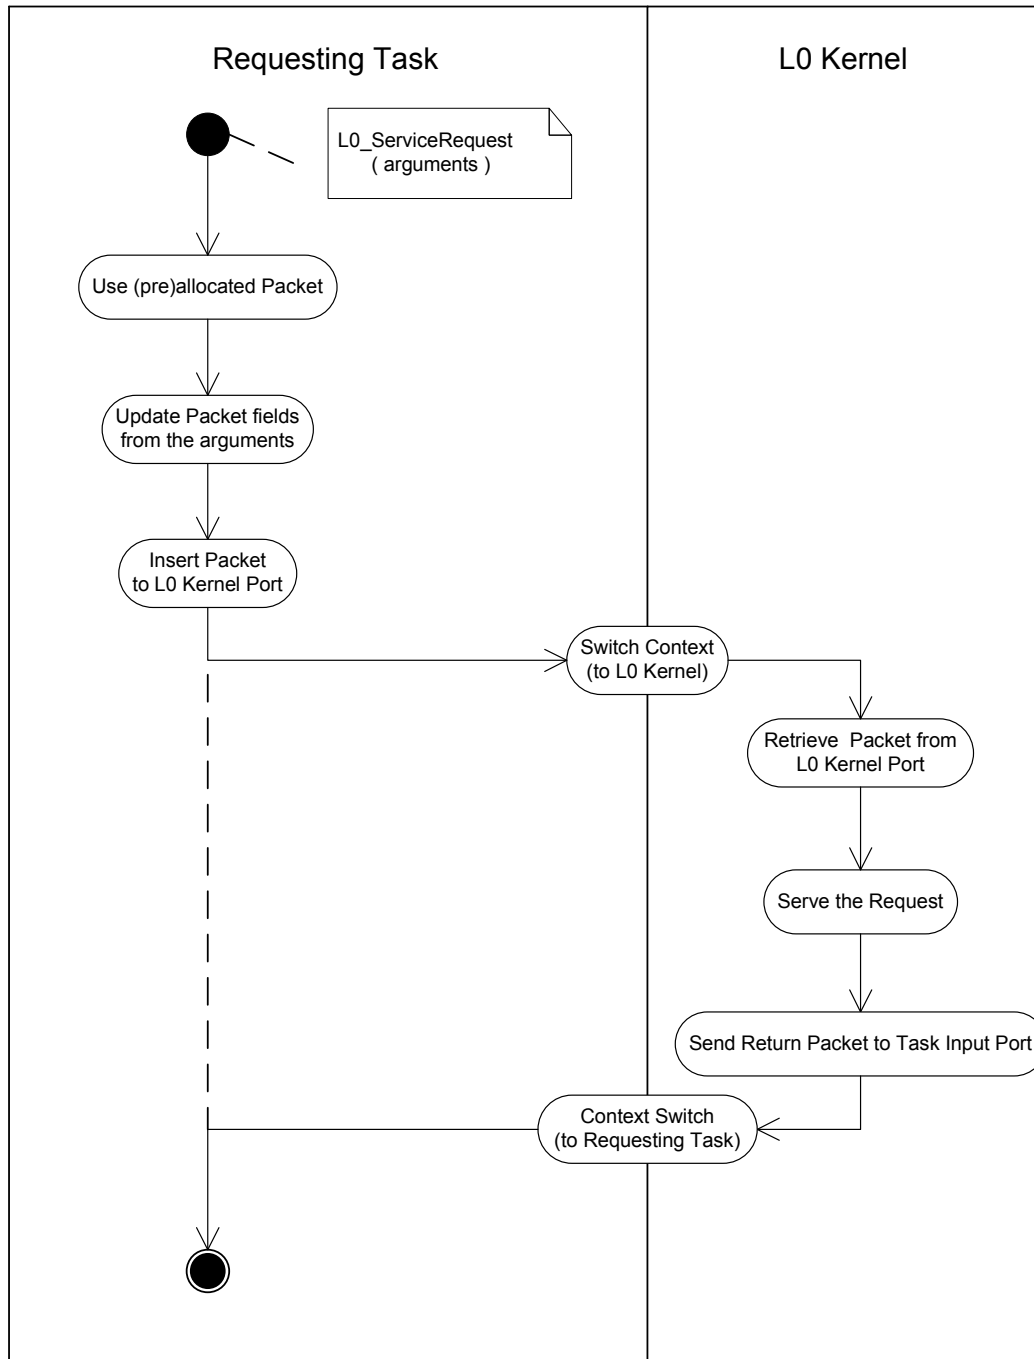 Requesting Task
L0 Kernel
L0_ServiceRequest
( arguments )
Use (pre)allocated Packet
Update Packet fields
from the arguments
Insert Packet
to L0 Kernel Port
Switch Context
(to L0 Kernel)
Retrieve  Packet from
L0 Kernel Port
Serve the Request
Send Return Packet to Task Input Port
Context Switch
(to Requesting Task)